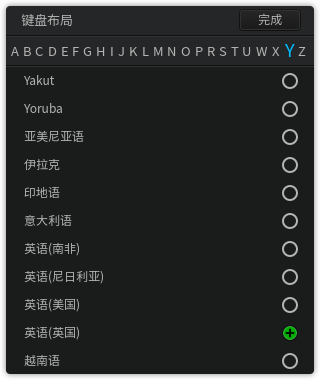 键盘布局 完成
A B C D E F G H I J K L M N O P R S T U W X Y Z
Yakut
Yoruba
亚美尼亚语
伊拉克
印地语
意大利语
英语(南非)
英语(尼日利亚)
英语(美国)
英语(英国)
越南语